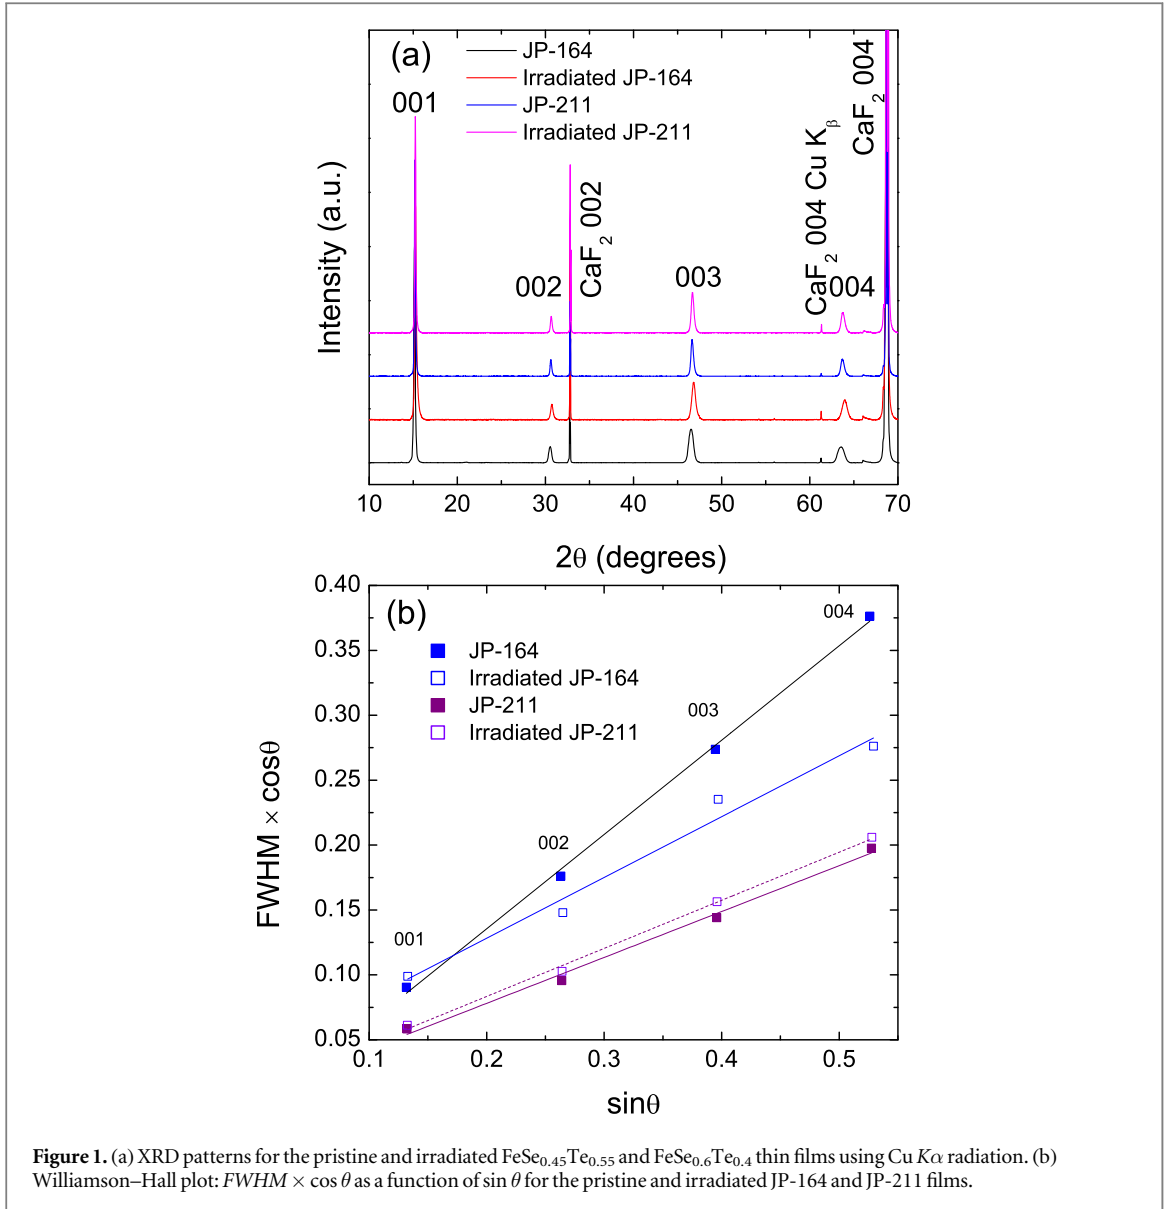 (a)
JP-164
Irradiated JP-164
JP-211
Irradiated JP-211
001
002
CaF₂ 002
003
CaF₂ 004 Cu Kᵦ
004
CaF₂ 004
Intensity (a.u.)
10 20 30 40 50 60 70
2θ (degrees)
(b)
JP-164
Irradiated JP-164
JP-211
Irradiated JP-211
001
002
003
004
0.40
0.35
0.30
0.25
0.20
0.15
0.10
0.05
FWHM × cosθ
0.1 0.2 0.3 0.4 0.5
sinθ
Figure 1. (a) XRD patterns for the pristine and irradiated FeSe₀.₄₅Te₀.₅₅ and FeSe₀.₆Te₀.₄ thin films using Cu Kα radiation. (b)
Williamson–Hall plot: FWHM × cos θ as a function of sin θ for the pristine and irradiated JP-164 and JP-211 films.